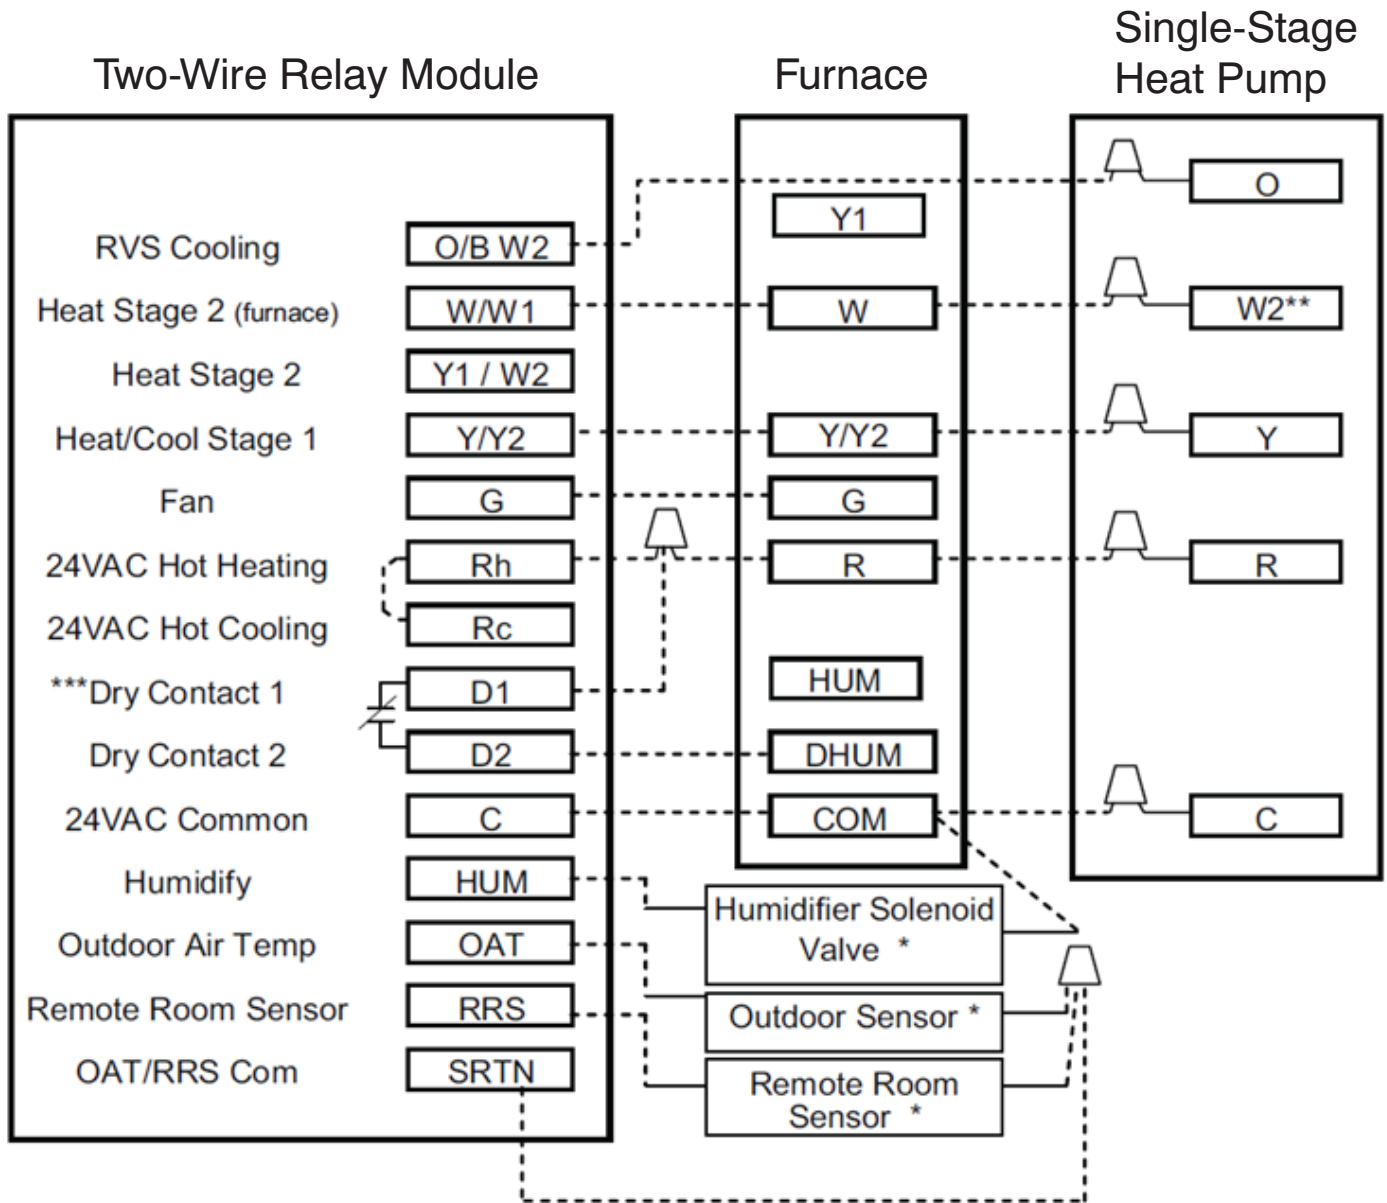 Two-Wire Relay Module
Furnace
Single-Stage
Heat Pump
RVS Cooling
O/B W2
Heat Stage 2 (furnace)
W/W1
Heat Stage 2
Y1 / W2
Heat/Cool Stage 1
Y/Y2
Fan
G
24VAC Hot Heating
Rh
24VAC Hot Cooling
Rc
***Dry Contact 1
D1
Dry Contact 2
D2
24VAC Common
C
Humidify
HUM
Outdoor Air Temp
OAT
Remote Room Sensor
RRS
OAT/RRS Com
SRTN
Y1
W
Y/Y2
G
R
HUM
DHUM
COM
O
W2**
Y
R
C
Humidifier Solenoid
Valve *
Outdoor Sensor *
Remote Room
Sensor *